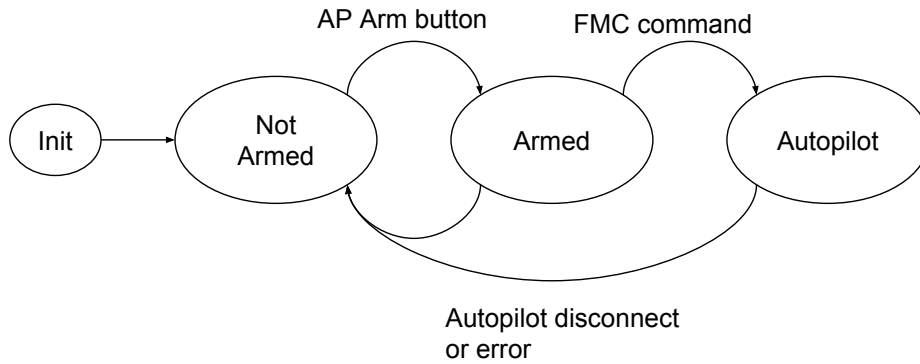 AP Arm button
FMC command
Init
Not
Armed
Armed
Autopilot
Autopilot disconnect
or error